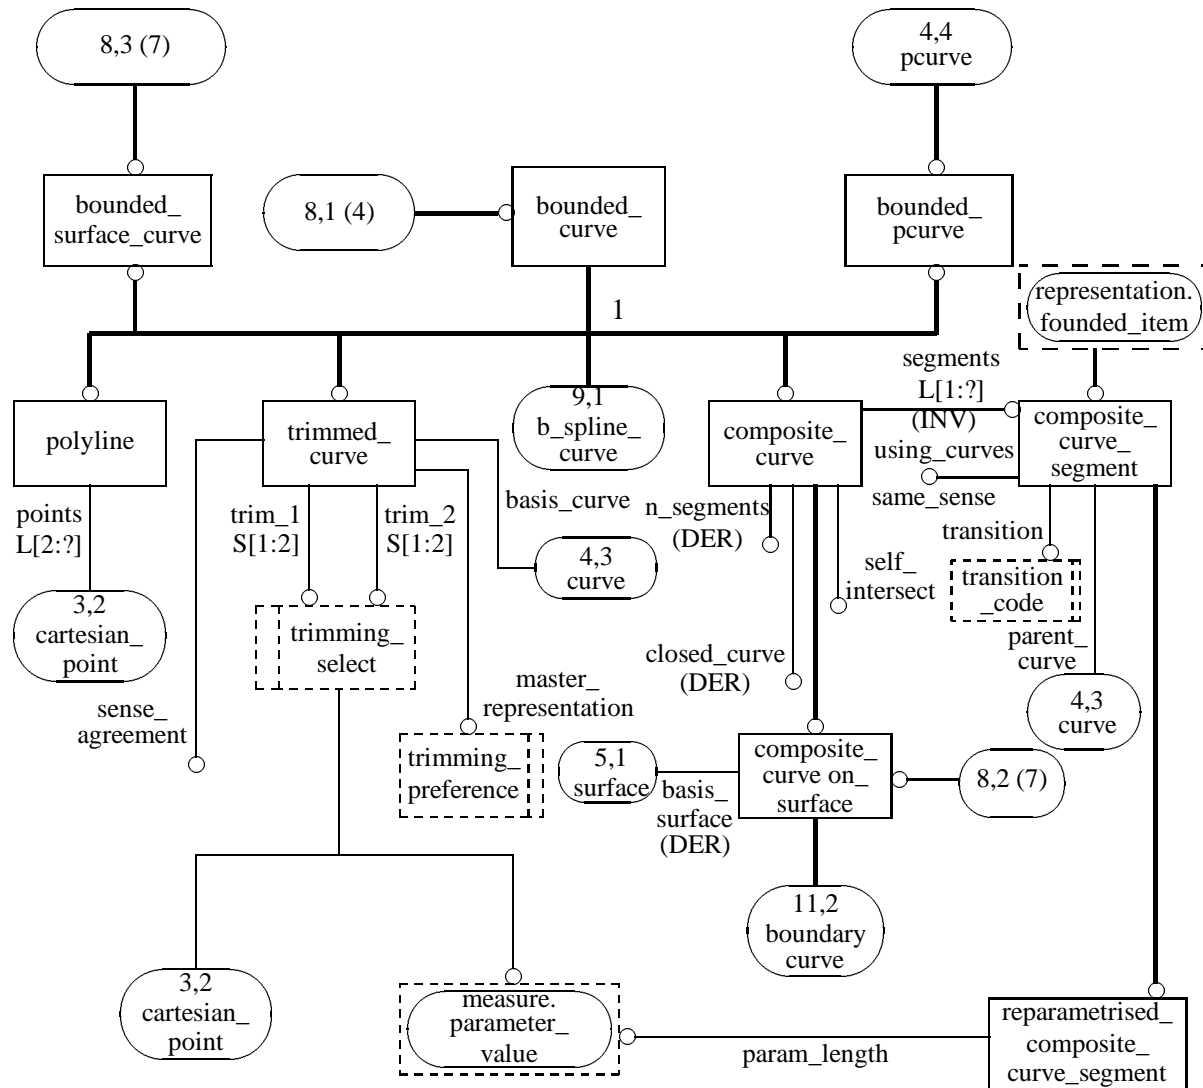 8,3 (7)
4,4
pcurve
bounded_
surface_curve
8,1 (4)
bounded_
curve
bounded_
pcurve
representation.
founded_item
1
segments
L[1:?]
(INV)
using_curves
polyline
trimmed_
curve
9,1
b_spline_
curve
composite_
curve
composite_
curve_
segment
points
L[2:?]
trim_1
S[1:2]
trim_2
S[1:2]
basis_curve
n_segments
(DER)
same_sense
transition
4,3
curve
self_
intersect
transition
_code
3,2
cartesian_
point
trimming_
select
closed_curve
(DER)
parent_
curve
4,3
curve
sense_
agreement
master_
representation
trimming_
preference
5,1
surface
basis_
surface
(DER)
composite_
curve on_
surface
8,2 (7)
11,2
boundary
curve
3,2
cartesian_
point
measure.
parameter_
value
param_length
reparametrised_
composite_
curve_segment